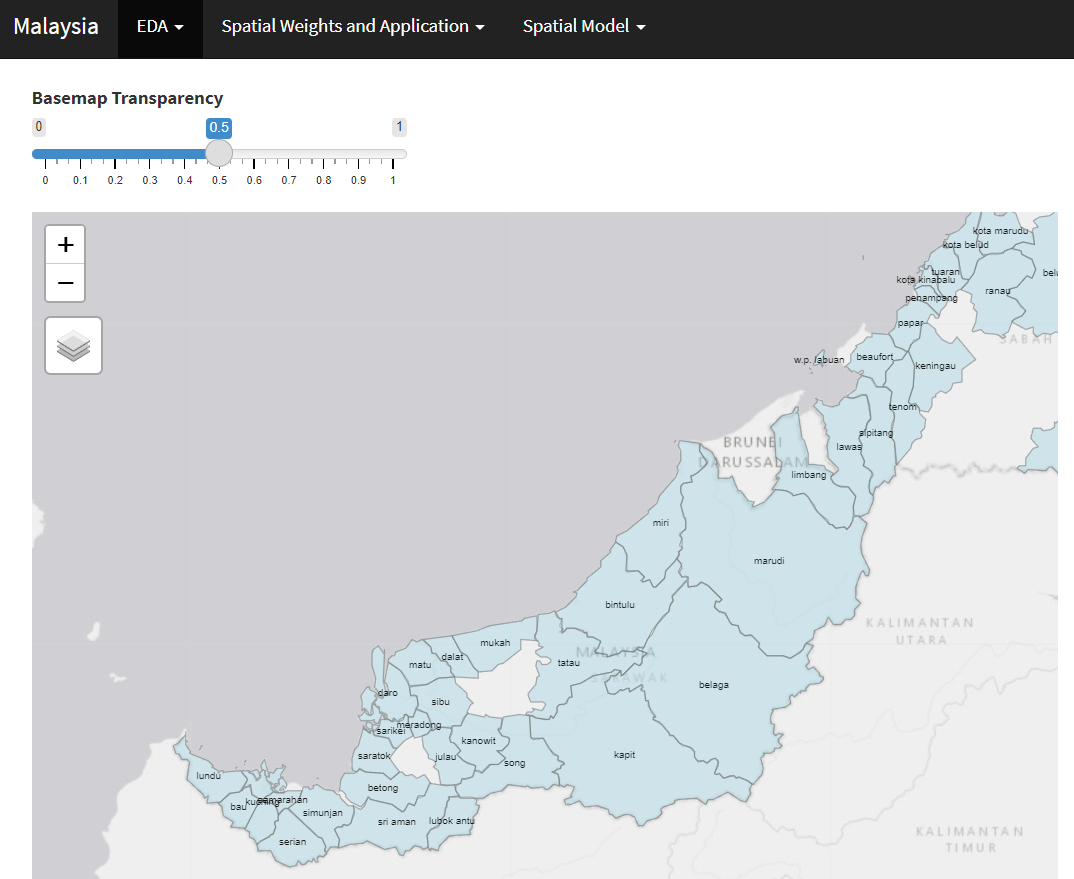 Malaysia EDA Spatial Weights and Application Spatial Model
Basemap Transparency
0 0.5 1
0 0.1 0.2 0.3 0.4 0.5 0.6 0.7 0.8 0.9 1
+
−
kota marudu
kota belud
tuaran
belu
kota kinabalu
ranau
penampang
papar
SABAH
w.p. labuan
beaufort
keningau
tenom
sipitang
BRUNEI
DARUSSALAM
lawas
limbang
miri
marudi
bintulu
KALIMANTAN
UTARA
mukah
MALAYSIA
dalat
tatau
matu
SARAWAK
belaga
daro
sibu
meradong
sarikei
kanowit
saratok
julau
song
kapit
lundu
betong
bau
kuching
samarahan
simunjan
sri aman
lubok antu
serian
KALIMANTAN
TIMUR